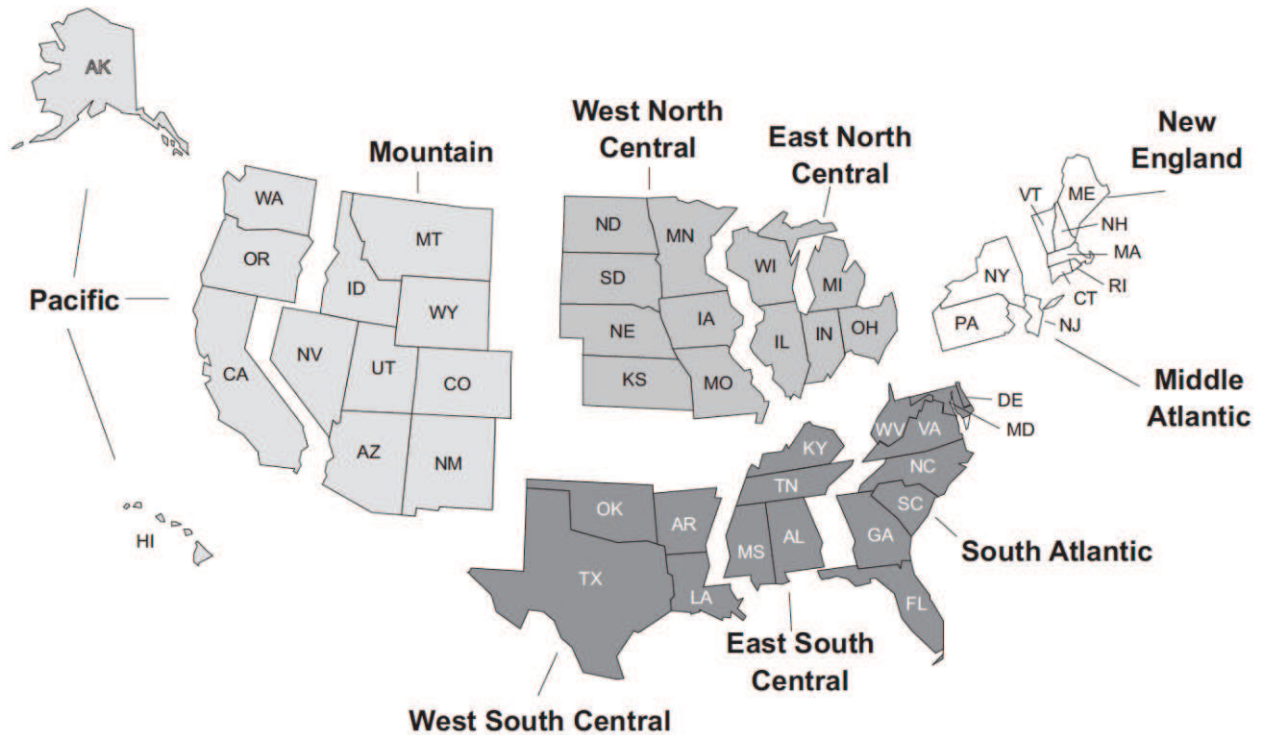 AK
West North
Central
East North
Central
New
England
Mountain
VT
ME
WA
NH
ND
MN
MT
MA
OR
WI
NY
SD
MI
RI
ID
CT
Pacific
WY
IA
PA
NJ
NE
OH
NV
IL
IN
UT
CA
CO
KS
MO
Middle
Atlantic
DE
WV
VA
MD
KY
AZ
NM
NC
TN
SC
OK
AR
GA
HI
MS
AL
South Atlantic
TX
LA
FL
East South
Central
West South Central